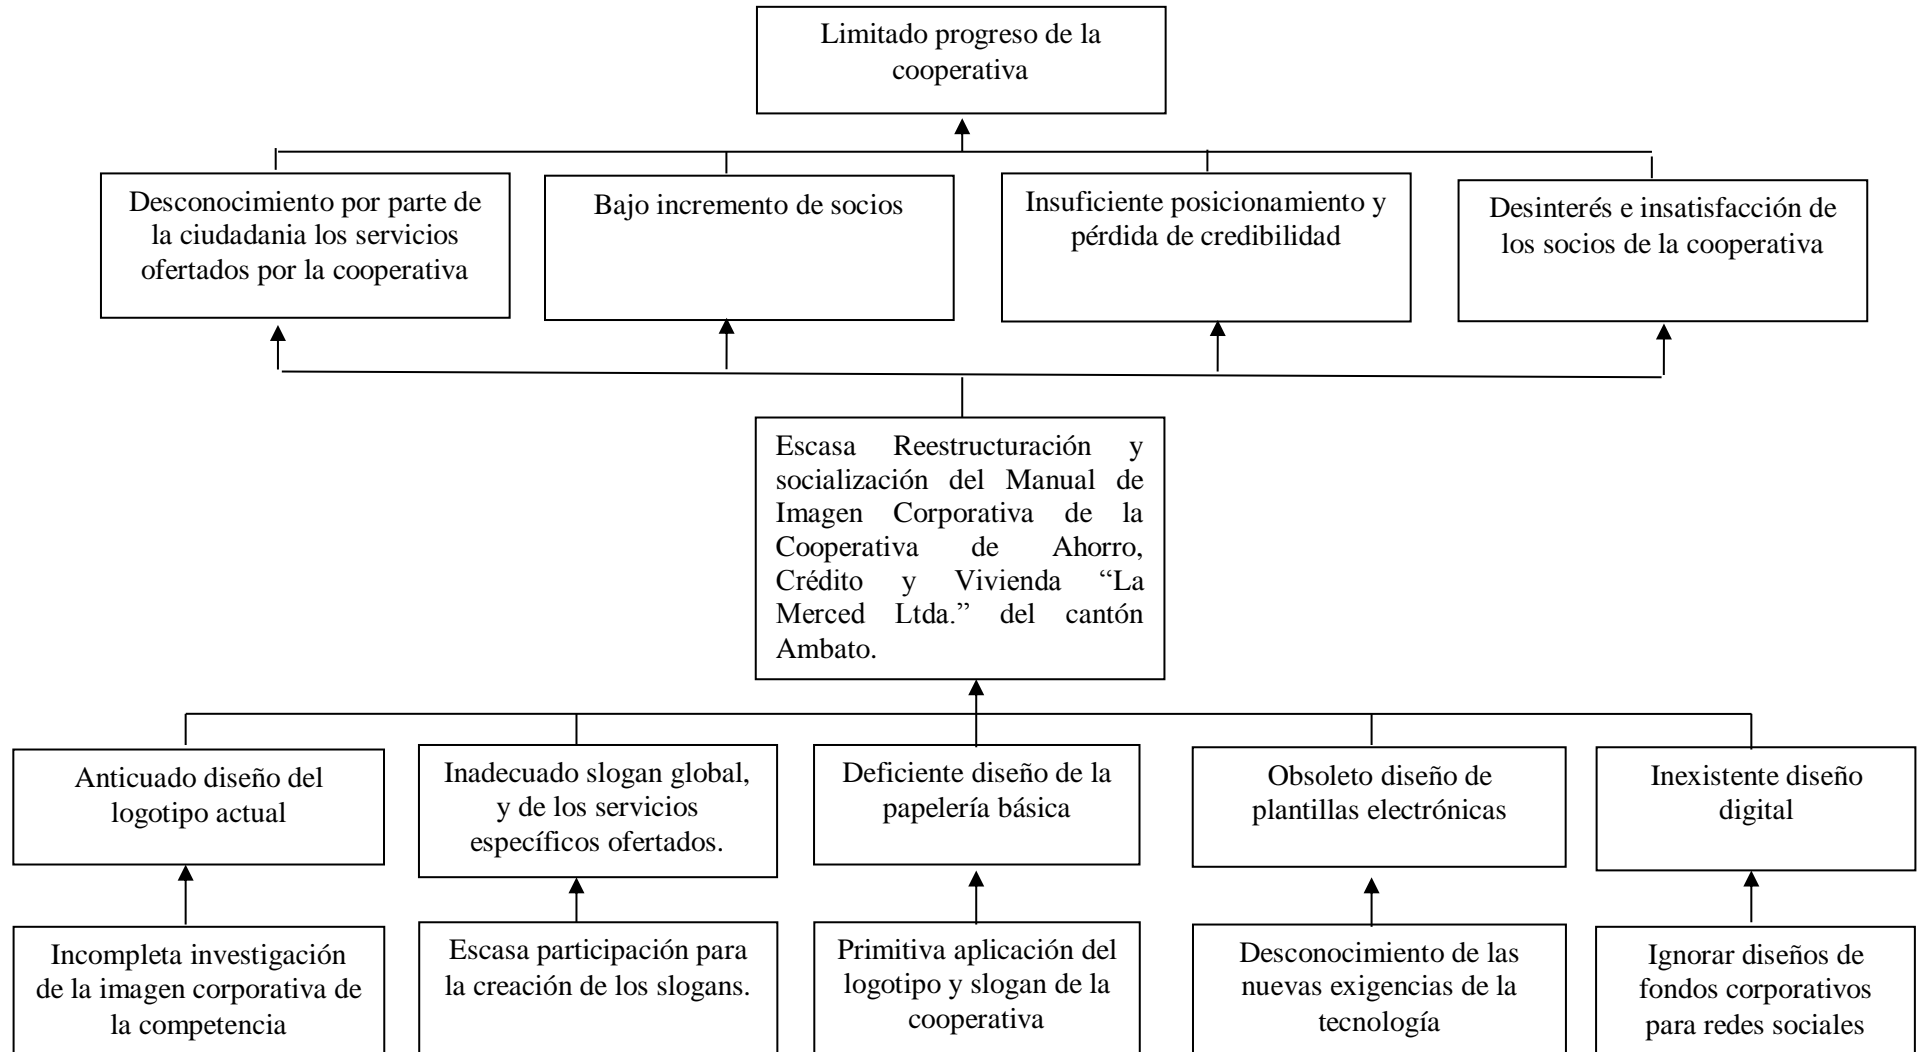 Limitado progreso de la
cooperativa
Desconocimiento por parte de
la ciudadania los servicios
ofertados por la cooperativa
Bajo incremento de socios
Insuficiente posicionamiento y
pérdida de credibilidad
Desinterés e insatisfacción de
los socios de la cooperativa
Escasa Reestructuración y
socialización del Manual de
Imagen Corporativa de la
Cooperativa de Ahorro,
Crédito y Vivienda “La
Merced Ltda.” del cantón
Ambato.
Anticuado diseño del
logotipo actual
Inadecuado slogan global,
y de los servicios
específicos ofertados.
Deficiente diseño de la
papelería básica
Obsoleto diseño de
plantillas electrónicas
Inexistente diseño
digital
Incompleta investigación
de la imagen corporativa de
la competencia
Escasa participación para
la creación de los slogans.
Primitiva aplicación del
logotipo y slogan de la
cooperativa
Desconocimiento de las
nuevas exigencias de la
tecnología
Ignorar diseños de
fondos corporativos
para redes sociales